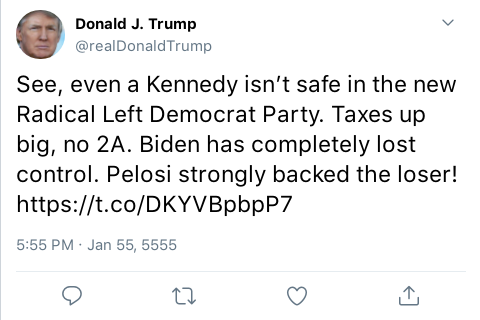 Donald J. Trump
@realDonaldTrump
See, even a Kennedy isn’t safe in the new
Radical Left Democrat Party. Taxes up
big, no 2A. Biden has completely lost
control. Pelosi strongly backed the loser!
https://t.co/DKYVBpbpP7
5:55 PM · Jan 55, 5555